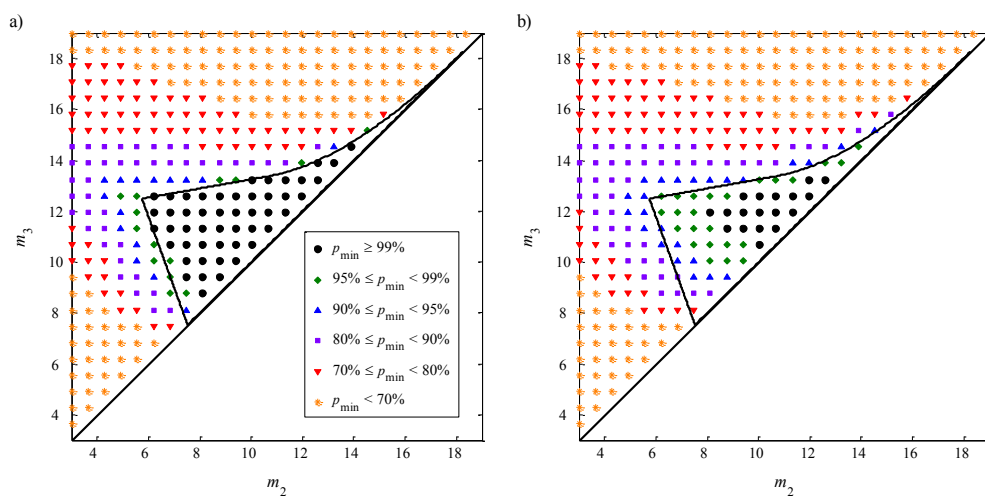 a)
18
16
14
12
10
8
6
4
m3
4 6 8 10 12 14 16 18
m2
pmin ≥ 99%
95% ≤ pmin < 99%
90% ≤ pmin < 95%
80% ≤ pmin < 90%
70% ≤ pmin < 80%
pmin < 70%
b)
18
16
14
12
10
8
6
4
m3
4 6 8 10 12 14 16 18
m2